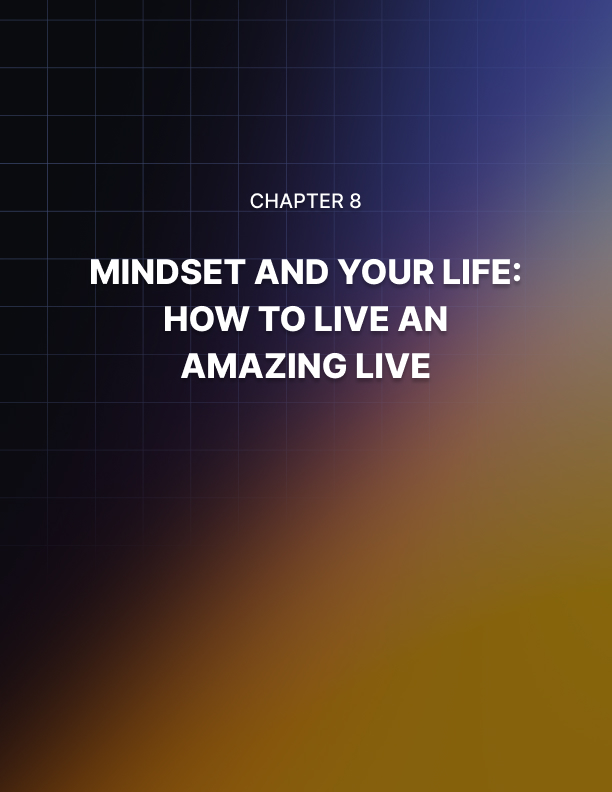 CHAPTER 8
MINDSET AND YOUR LIFE:
HOW TO LIVE AN
AMAZING LIVE